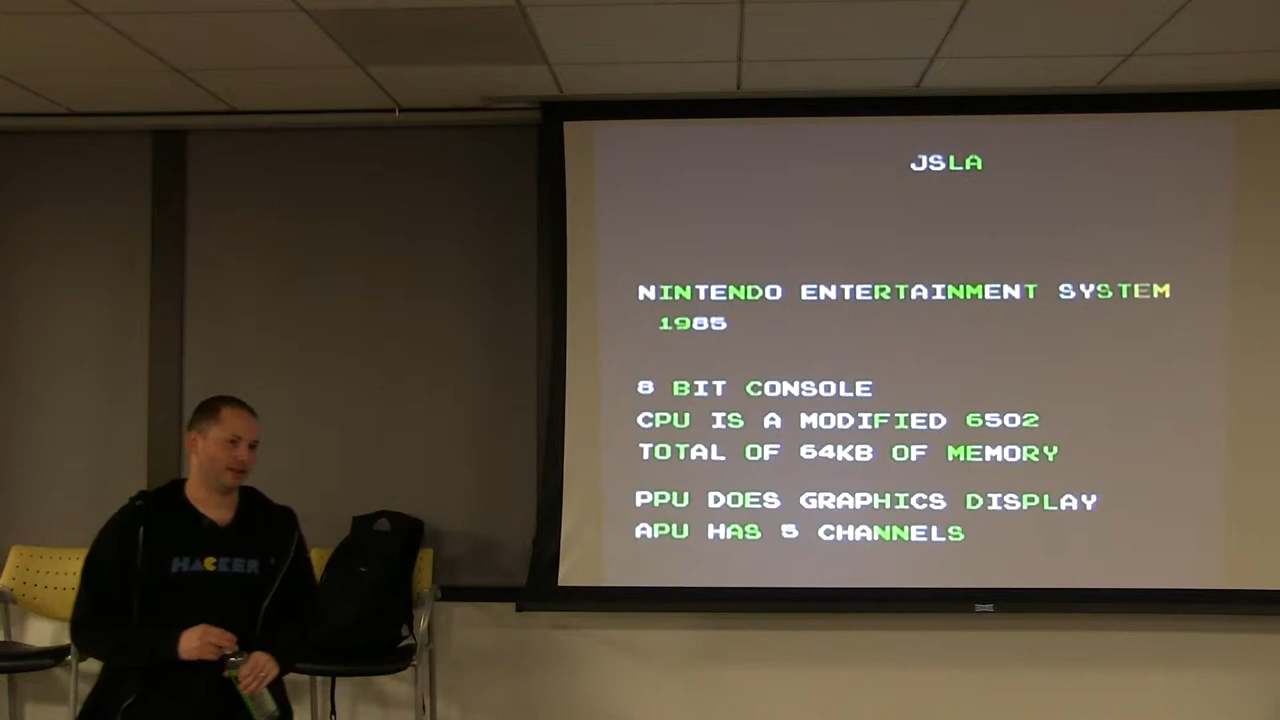 JSLA
NINTENDO ENTERTAINMENT SYSTEM
1985
8 BIT CONSOLE
CPU IS A MODIFIED 6502
TOTAL OF 64KB OF MEMORY
PPU DOES GRAPHICS DISPLAY
APU HAS 5 CHANNELS
HACKER